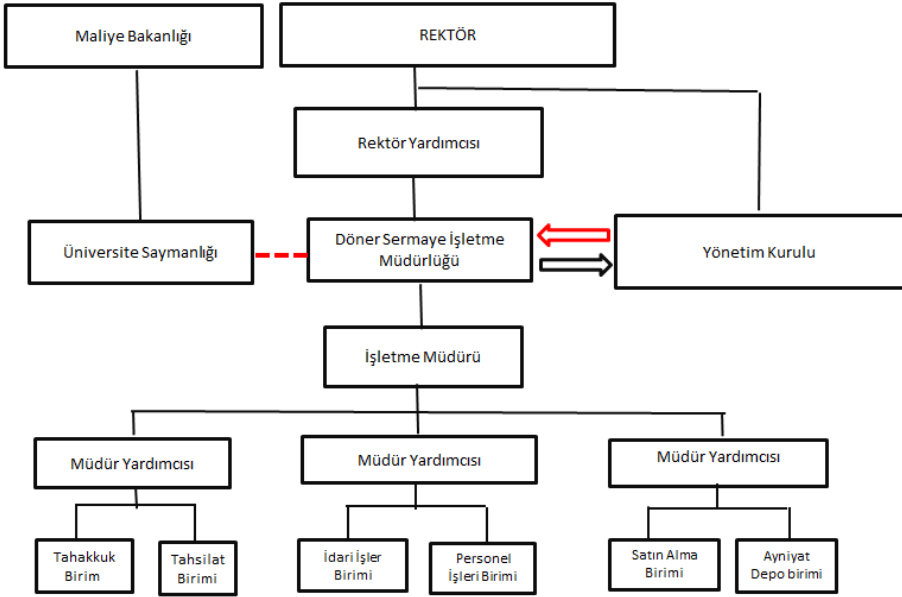 Maliye Bakanlığı
REKTÖR
Rektör Yardımcısı
Üniversite Saymanlığı
Döner Sermaye İşletme
Müdürlüğü
Yönetim Kurulu
İşletme Müdürü
Müdür Yardımcısı
Müdür Yardımcısı
Müdür Yardımcısı
Tahakkuk
Birim
Tahsilat
Birimi
İdari İşler
Birimi
Personel
İşleri Birimi
Satın Alma
Birimi
Ayniyat
Depo birimi